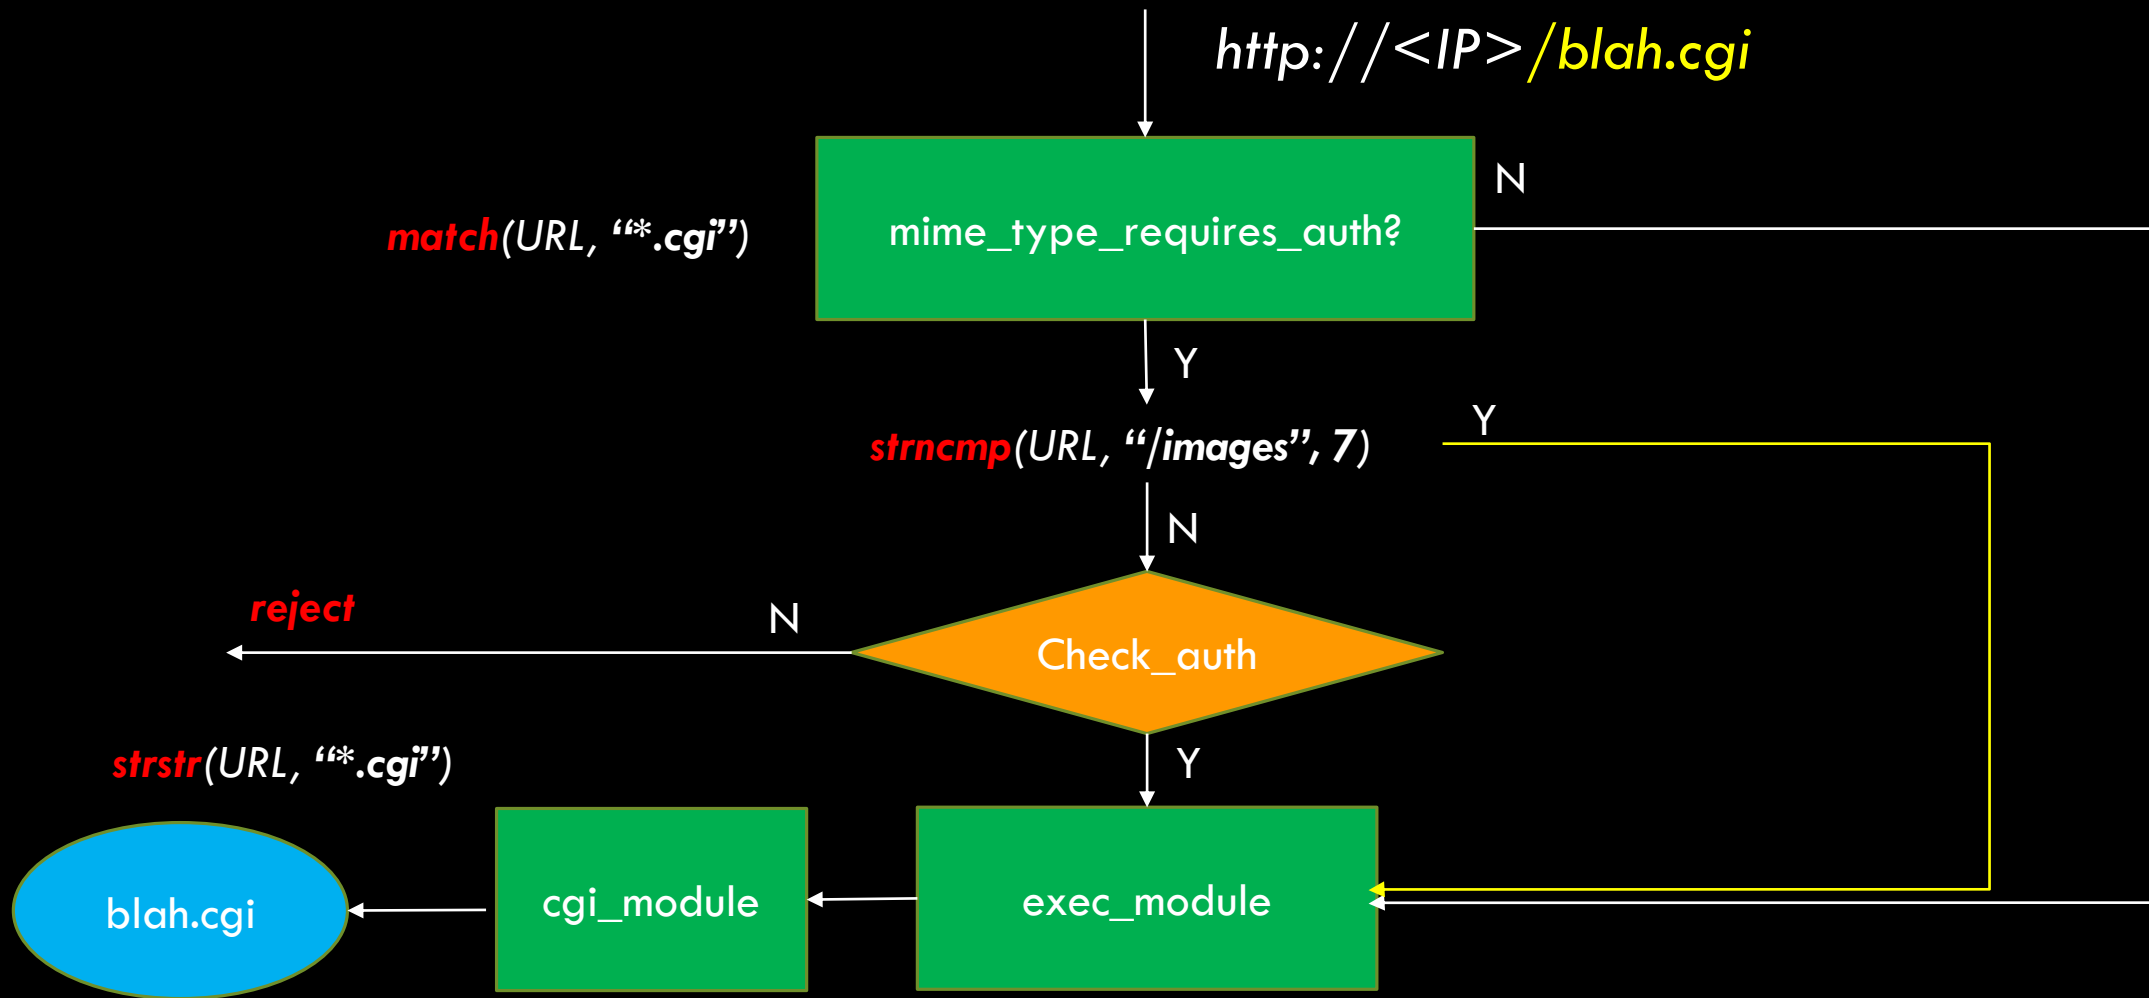 http://<IP>/blah.cgi
N
match(URL, “*.cgi”)
mime_type_requires_auth?
Y
Y
strncmp(URL, “/images”, 7)
N
reject
N
Check_auth
strstr(URL, “*.cgi”)
Y
blah.cgi
cgi_module
exec_module